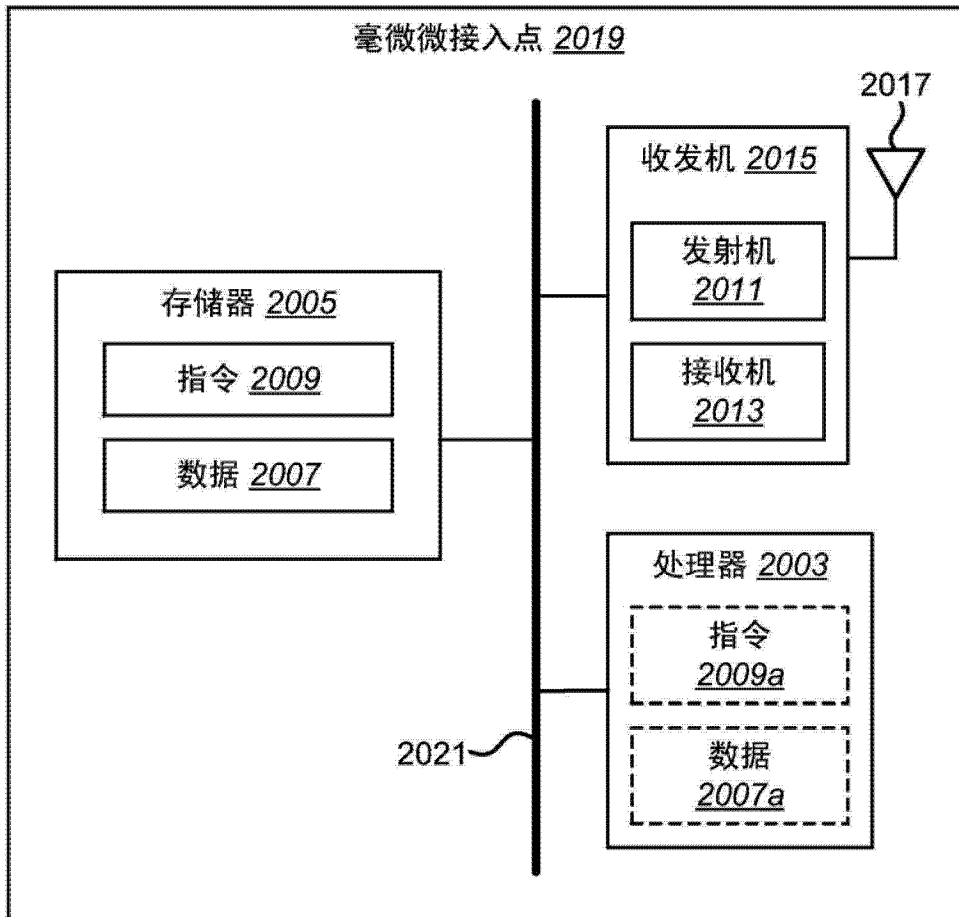 毫微微接入点 2019
2017
收发机 2015
发射机
2011
接收机
2013
存储器 2005
指令 2009
数据 2007
处理器 2003
指令
2009a
数据
2007a
2021